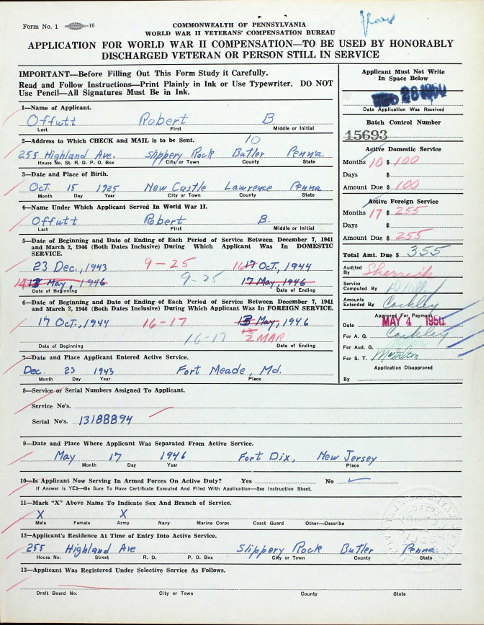 Form No. 1
COMMONWEALTH OF PENNSYLVANIA
WORLD WAR II VETERANS' COMPENSATION BUREAU
APPLICATION FOR WORLD WAR II COMPENSATION—TO BE USED BY HONORABLY
DISCHARGED VETERAN OR PERSON STILL IN SERVICE
IMPORTANT—Before Filling Out This Form Study it Carefully.
Read and Follow Instructions—Print Plainly in Ink or Use Typewriter. DO NOT
Use Pencil—All Signatures Must Be in Ink.
Applicant Must Not Write
In Space Below
Date Application Was Received
Batch Control Number
15693
Active Domestic Service
Months 10 $ 100
Days $
Amount Due $ 100
Active Foreign Service
Months 17 $ 255
Days $
Amount Due $ 255
Total Amt. Due $ 355
Audited By
Computed By
Amounts Extended By
Approved For Payment
Date MAY 4 1950
For A. G.
For Aud. G.
For S. T.
Application Disapproved
By
1—Name of Applicant.
Offutt Robert B
Last First Middle or Initial
2—Address to Which CHECK and MAIL is to be Sent.
10
255 Highland Ave. Slippery Rock Butler Penna
House No. St. R. D. P. O. Box City or Town County State
3—Date and Place of Birth.
Oct. 15 1925 New Castle Lawrence Penna
Month Day Year City or Town County State
4—Name Under Which Applicant Served In World War II.
Offutt Robert B.
Last First Middle or Initial
5—Date of Beginning and Date of Ending of Each Period of Service Between December 7, 1941
and March 2, 1946 (Both Dates Inclusive) During Which Applicant Was In DOMESTIC
SERVICE.
23 Dec., 1943 9-25 16 17 Oct., 1944
13 May, 1946 9-25 17 May, 1946
Date of Beginning Date of Ending
6—Date of Beginning and Date of Ending of Each Period of Service Between December 7, 1941
and March 2, 1946 (Both Dates Inclusive) During Which Applicant Was In FOREIGN SERVICE.
17 Oct., 1944 16-17 13 May, 1946
16-17 2 MAR
Date of Beginning Date of Ending
7—Date and Place Applicant Entered Active Service.
Dec 23 1943 Fort Meade, Md.
Month Day Year Place
8—Service or Serial Numbers Assigned To Applicant.
Service No's.
Serial No's. 13188894
9—Date and Place Where Applicant Was Separated From Active Service.
May 17 1946 Fort Dix, New Jersey
Month Day Year Place
10—Is Applicant Now Serving In Armed Forces On Active Duty? Yes No ✓
If Answer Is YES—Be Sure To Have Certificate Executed And Filed With Application—See Instruction Sheet.
11—Mark "X" Above Name To Indicate Sex and Branch of Service.
X X
Male Female Army Navy Marine Corps Coast Guard Other—Describe
12—Applicant's Residence At Time of Entry Into Active Service.
255 Highland Ave Slippery Rock Butler Penna
House No. Street R. D. P. O. Box City or Town County State
13—Applicant Was Registered Under Selective Service As Follows.
Draft Board No. City or Town County State